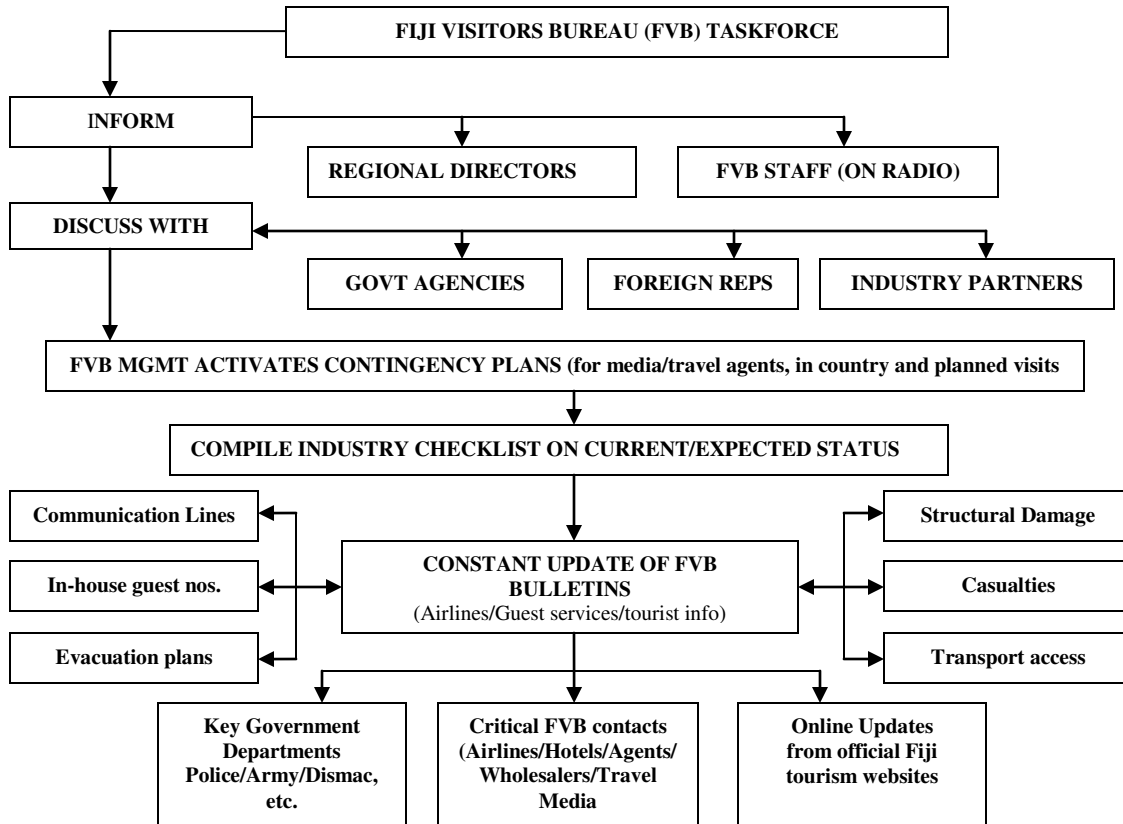 FIJI VISITORS BUREAU (FVB) TASKFORCE
INFORM
REGIONAL DIRECTORS
FVB STAFF (ON RADIO)
DISCUSS WITH
GOVT AGENCIES
FOREIGN REPS
INDUSTRY PARTNERS
FVB MGMT ACTIVATES CONTINGENCY PLANS (for media/travel agents, in country and planned visits
COMPILE INDUSTRY CHECKLIST ON CURRENT/EXPECTED STATUS
Communication Lines
In-house guest nos.
Evacuation plans
CONSTANT UPDATE OF FVB
BULLETINS
(Airlines/Guest services/tourist info)
Structural Damage
Casualties
Transport access
Key Government
Departments
Police/Army/Dismac,
etc.
Critical FVB contacts
(Airlines/Hotels/Agents/
Wholesalers/Travel
Media
Online Updates
from official Fiji
tourism websites